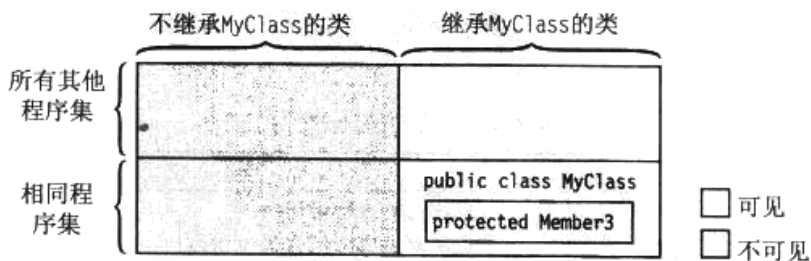 不继承MyClass的类 继承MyClass的类
所有其他
程序集
相同程
序集
public class MyClass
protected Member3
可见
不可见